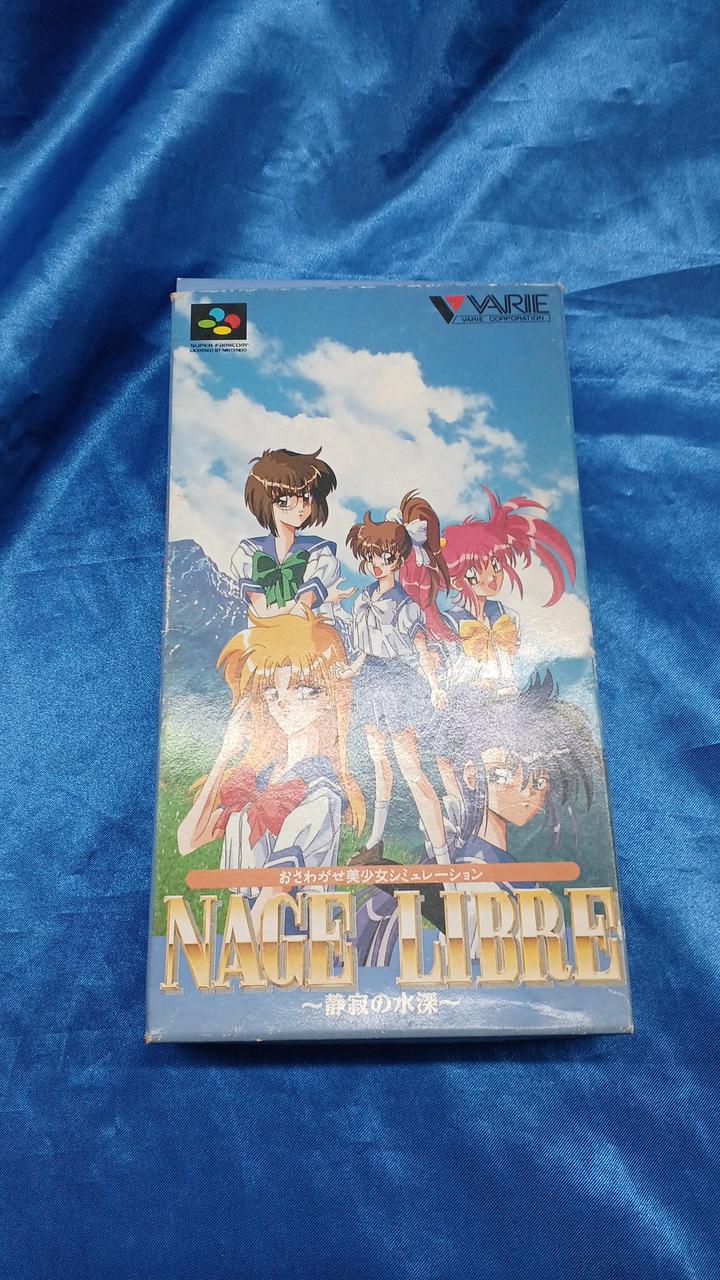 VARIE
VARIE CORPORATION
SUPER FAMICOM
LICENSED BY NINTENDO
おさわがせ美少女シミュレーション
NAGE LIBRE
～静寂の水深～